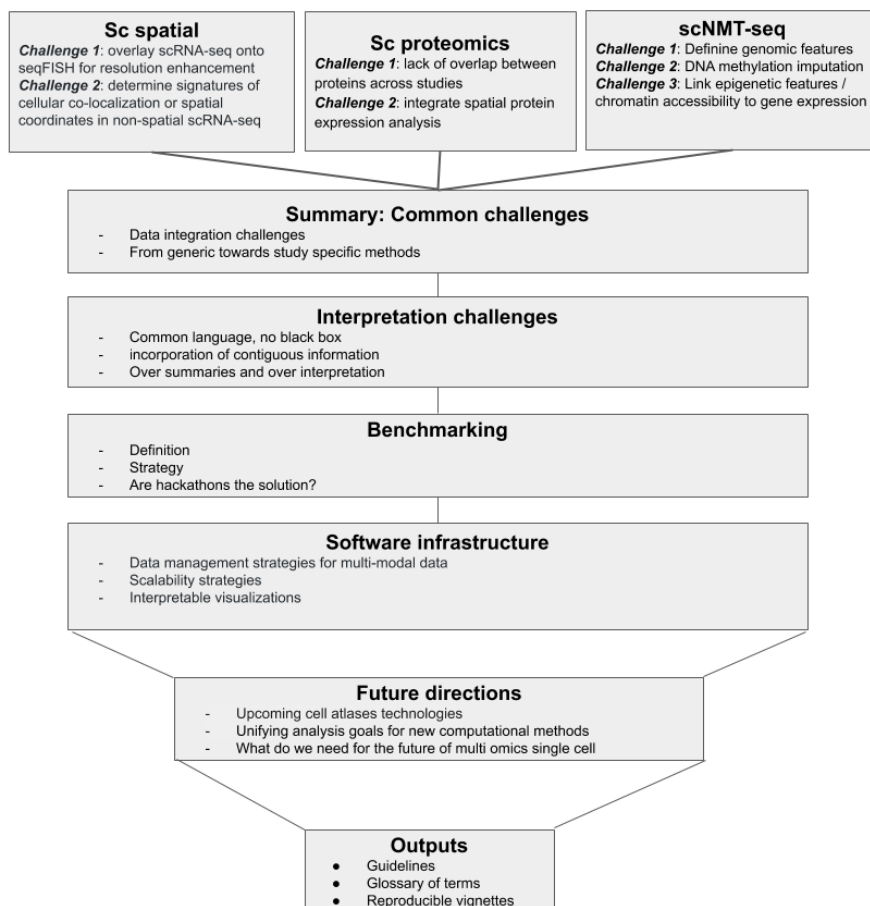 Sc spatial
Challenge 1: overlay scRNA-seq onto
seqFISH for resolution enhancement
Challenge 2: determine signatures of
cellular co-localization or spatial
coordinates in non-spatial scRNA-seq
Sc proteomics
Challenge 1: lack of overlap between
proteins across studies
Challenge 2: integrate spatial protein
expression analysis
scNMT-seq
Challenge 1: Definine genomic features
Challenge 2: DNA methylation imputation
Challenge 3: Link epigenetic features /
chromatin accessibility to gene expression
Summary: Common challenges
- Data integration challenges
- From generic towards study specific methods
Interpretation challenges
- Common language, no black box
- incorporation of contiguous information
- Over summaries and over interpretation
Benchmarking
- Definition
- Strategy
- Are hackathons the solution?
Software infrastructure
- Data management strategies for multi-modal data
- Scalability strategies
- Interpretable visualizations
Future directions
- Upcoming cell atlases technologies
- Unifying analysis goals for new computational methods
- What do we need for the future of multi omics single cell
Outputs
● Guidelines
● Glossary of terms
● Reproducible vignettes